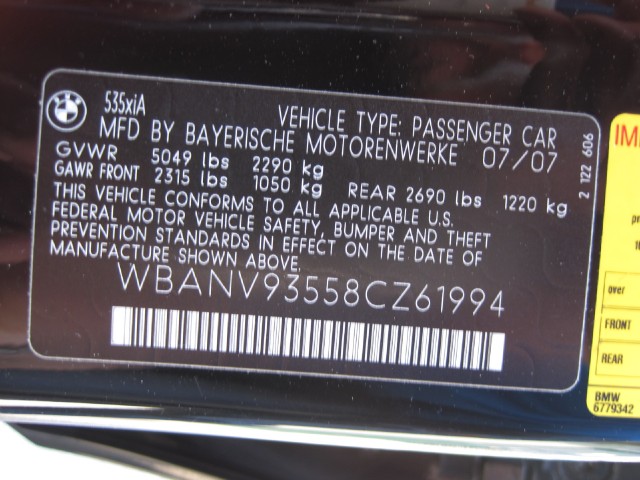 535xiA
VEHICLE TYPE: PASSENGER CAR
MFD BY BAYERISCHE MOTORENWERKE 07/07
GVWR 5049 lbs 2290 kg
GAWR FRONT 2315 lbs 1050 kg REAR 2690 lbs 1220 kg
THIS VEHICLE CONFORMS TO ALL APPLICABLE U.S.
FEDERAL MOTOR VEHICLE SAFETY, BUMPER AND THEFT
PREVENTION STANDARDS IN EFFECT ON THE DATE OF
MANUFACTURE SHOWN ABOVE.
WBANV93558CZ61994
2 122 606
over
FRONT
REAR
BMW
6779342